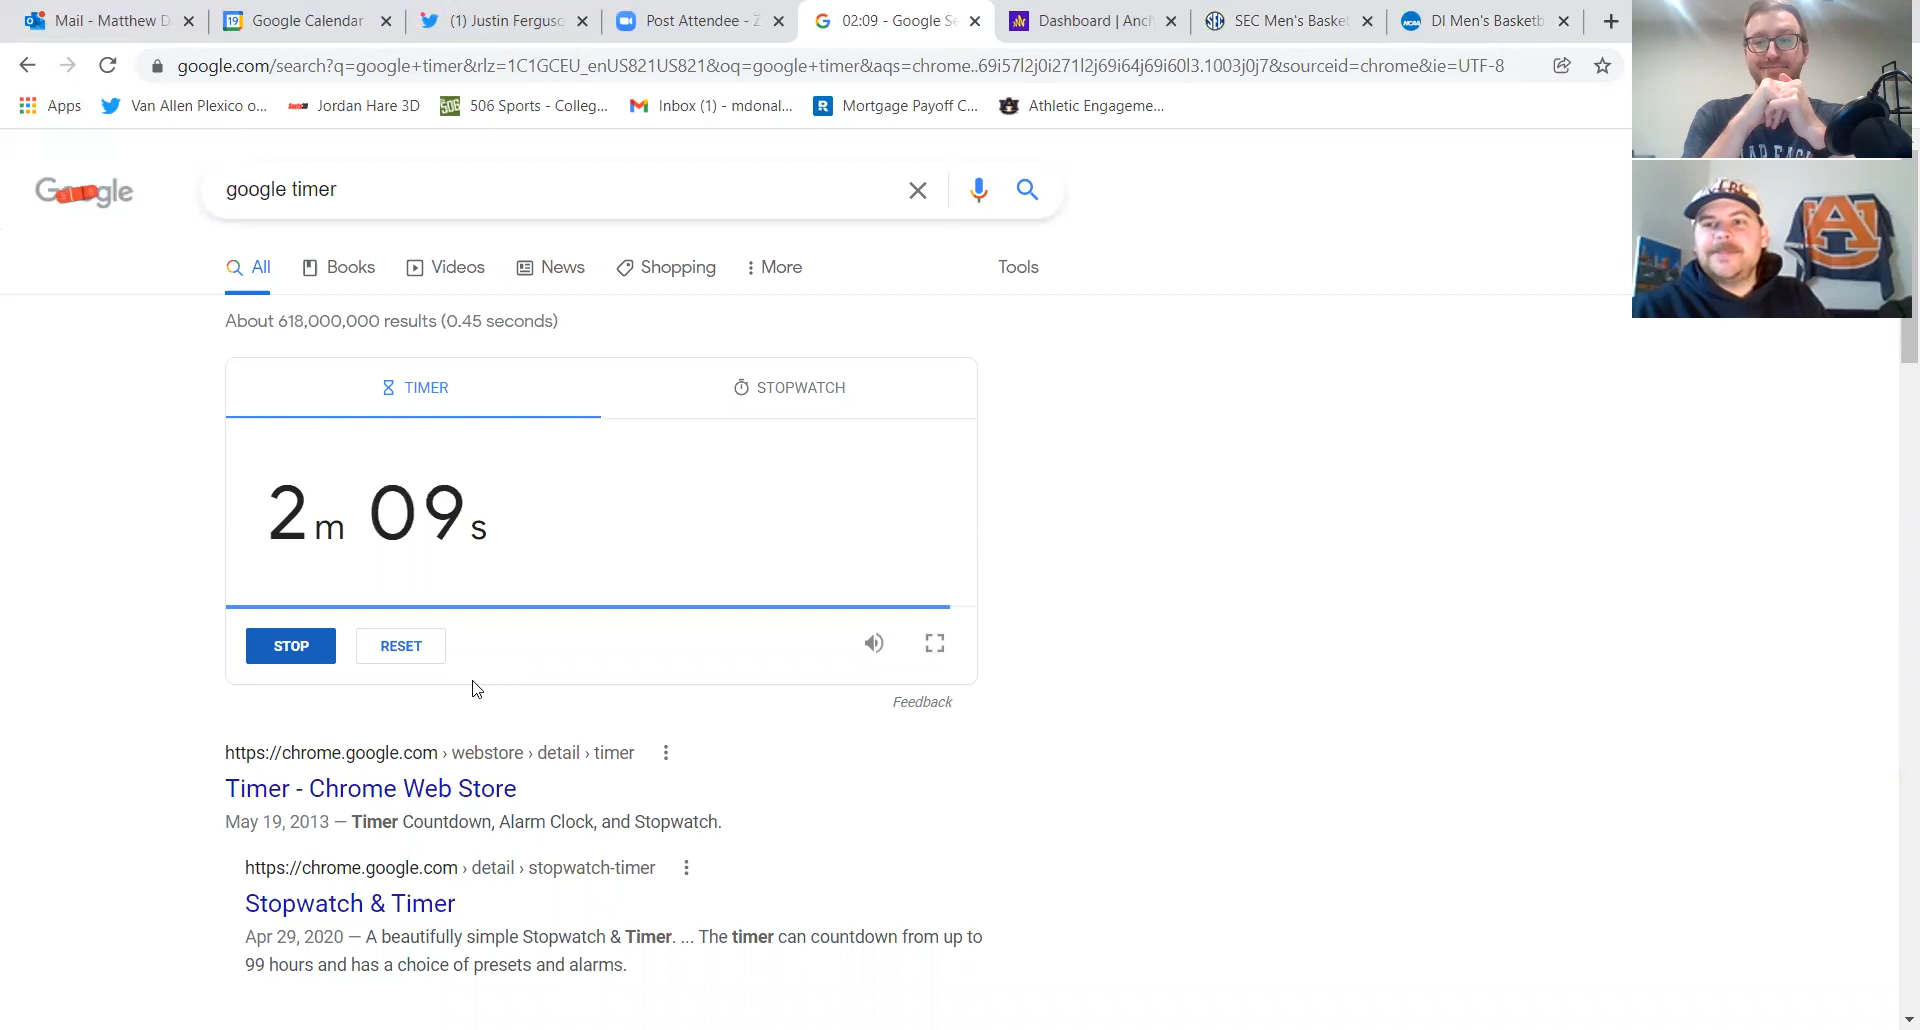 Mail - Matthew D
Google Calendar
(1) Justin Ferguso
Post Attendee - Z
02:09 - Google Se
Dashboard | Anch
SEC Men's Basket
DI Men's Basketb
google.com/search?q=google+timer&rlz=1C1GCEU_enUS821US821&oq=google+timer&aqs=chrome..69i57l2j0i271l2j69i64j69i60l3.1003j0j7&sourceid=chrome&ie=UTF-8
Apps
Van Allen Plexico o...
Jordan Hare 3D
506 Sports - Colleg...
Inbox (1) - mdonal...
Mortgage Payoff C...
Athletic Engageme...
Google
google timer
All
Books
Videos
News
Shopping
More
Tools
About 618,000,000 results (0.45 seconds)
TIMER
STOPWATCH
2m 09s
STOP
RESET
Feedback
https://chrome.google.com › webstore › detail › timer
Timer - Chrome Web Store
May 19, 2013 — Timer Countdown, Alarm Clock, and Stopwatch.
https://chrome.google.com › detail › stopwatch-timer
Stopwatch & Timer
Apr 29, 2020 — A beautifully simple Stopwatch & Timer. ... The timer can countdown from up to
99 hours and has a choice of presets and alarms.